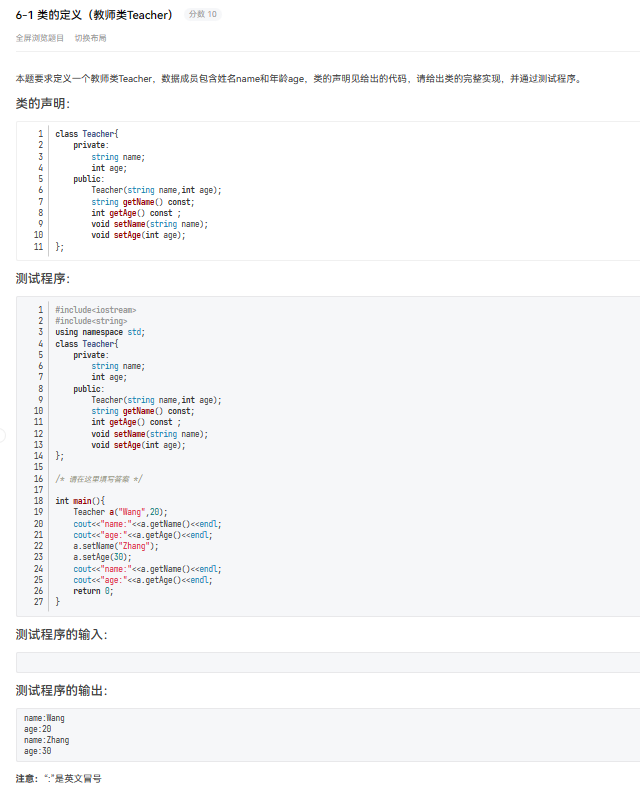 6-1 类的定义（教师类Teacher） 分数 10
全屏浏览题目 切换布局
本题要求定义一个教师类Teacher，数据成员包含姓名name和年龄age，类的声明见给出的代码，请给出类的完整实现，并通过测试程序。
类的声明：
1 class Teacher{
2 private:
3 string name;
4 int age;
5 public:
6 Teacher(string name,int age);
7 string getName() const;
8 int getAge() const ;
9 void setName(string name);
10 void setAge(int age);
11 };
测试程序：
1 #include<iostream>
2 #include<string>
3 using namespace std;
4 class Teacher{
5 private:
6 string name;
7 int age;
8 public:
9 Teacher(string name,int age);
10 string getName() const;
11 int getAge() const ;
12 void setName(string name);
13 void setAge(int age);
14 };
15
16 /* 请在这里填写答案 */
17
18 int main(){
19 Teacher a("Wang",20);
20 cout<<"name:"<<a.getName()<<endl;
21 cout<<"age:"<<a.getAge()<<endl;
22 a.setName("Zhang");
23 a.setAge(30);
24 cout<<"name:"<<a.getName()<<endl;
25 cout<<"age:"<<a.getAge()<<endl;
26 return 0;
27 }
测试程序的输入：
测试程序的输出：
name:Wang
age:20
name:Zhang
age:30
注意：“:”是英文冒号